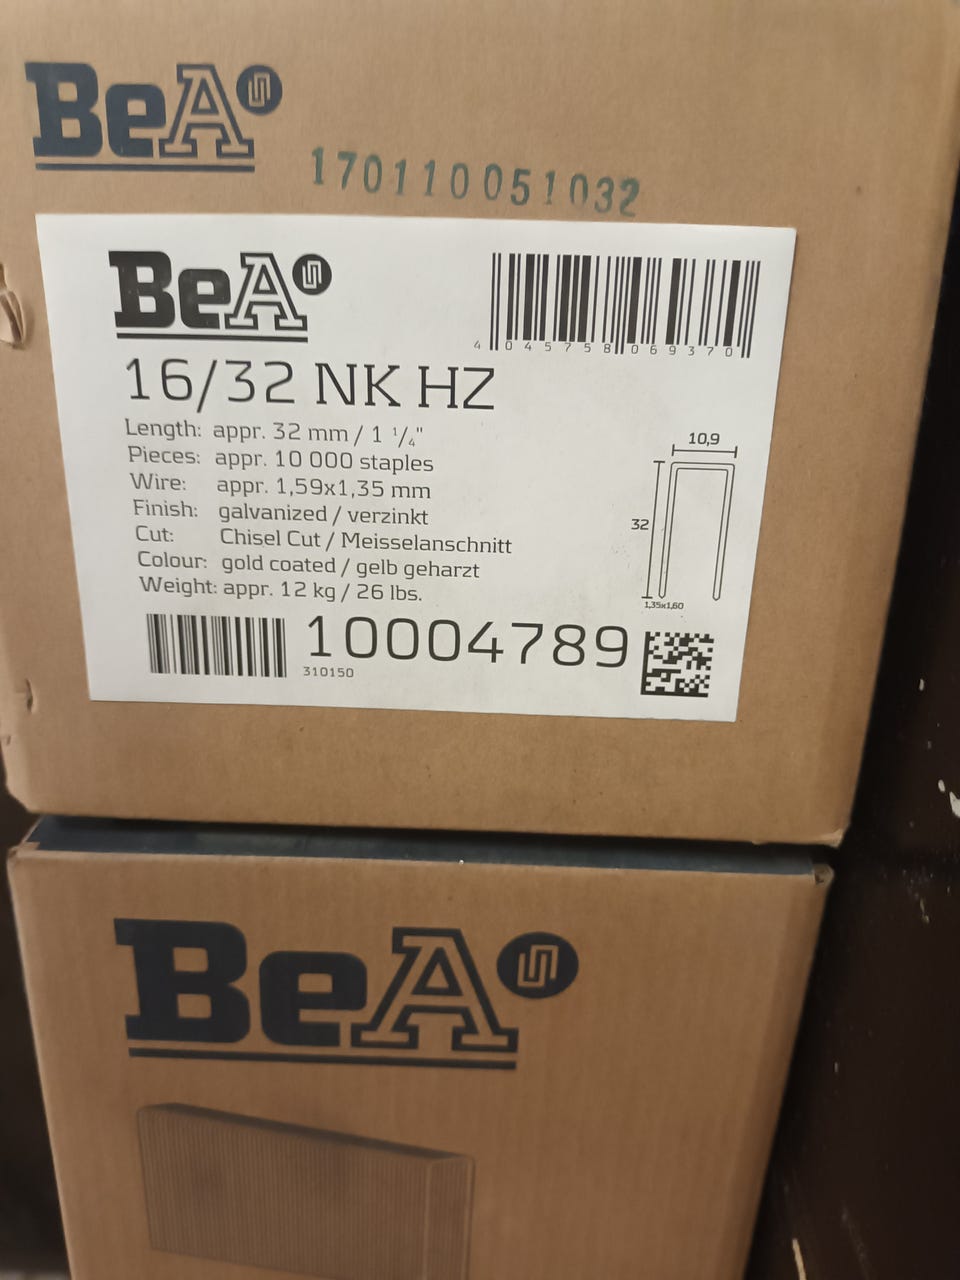 BeA
170110051032
BeA
4 045758 069370
16/32 NK HZ
Length: appr. 32 mm / 1 1/4"
Pieces: appr. 10 000 staples
Wire: appr. 1,59x1,35 mm
Finish: galvanized / verzinkt
Cut: Chisel Cut / Meisselanschnitt
Colour: gold coated / gelb geharzt
Weight: appr. 12 kg / 26 lbs.
10,9
32
1,35x1,60
10004789
310150
BeA